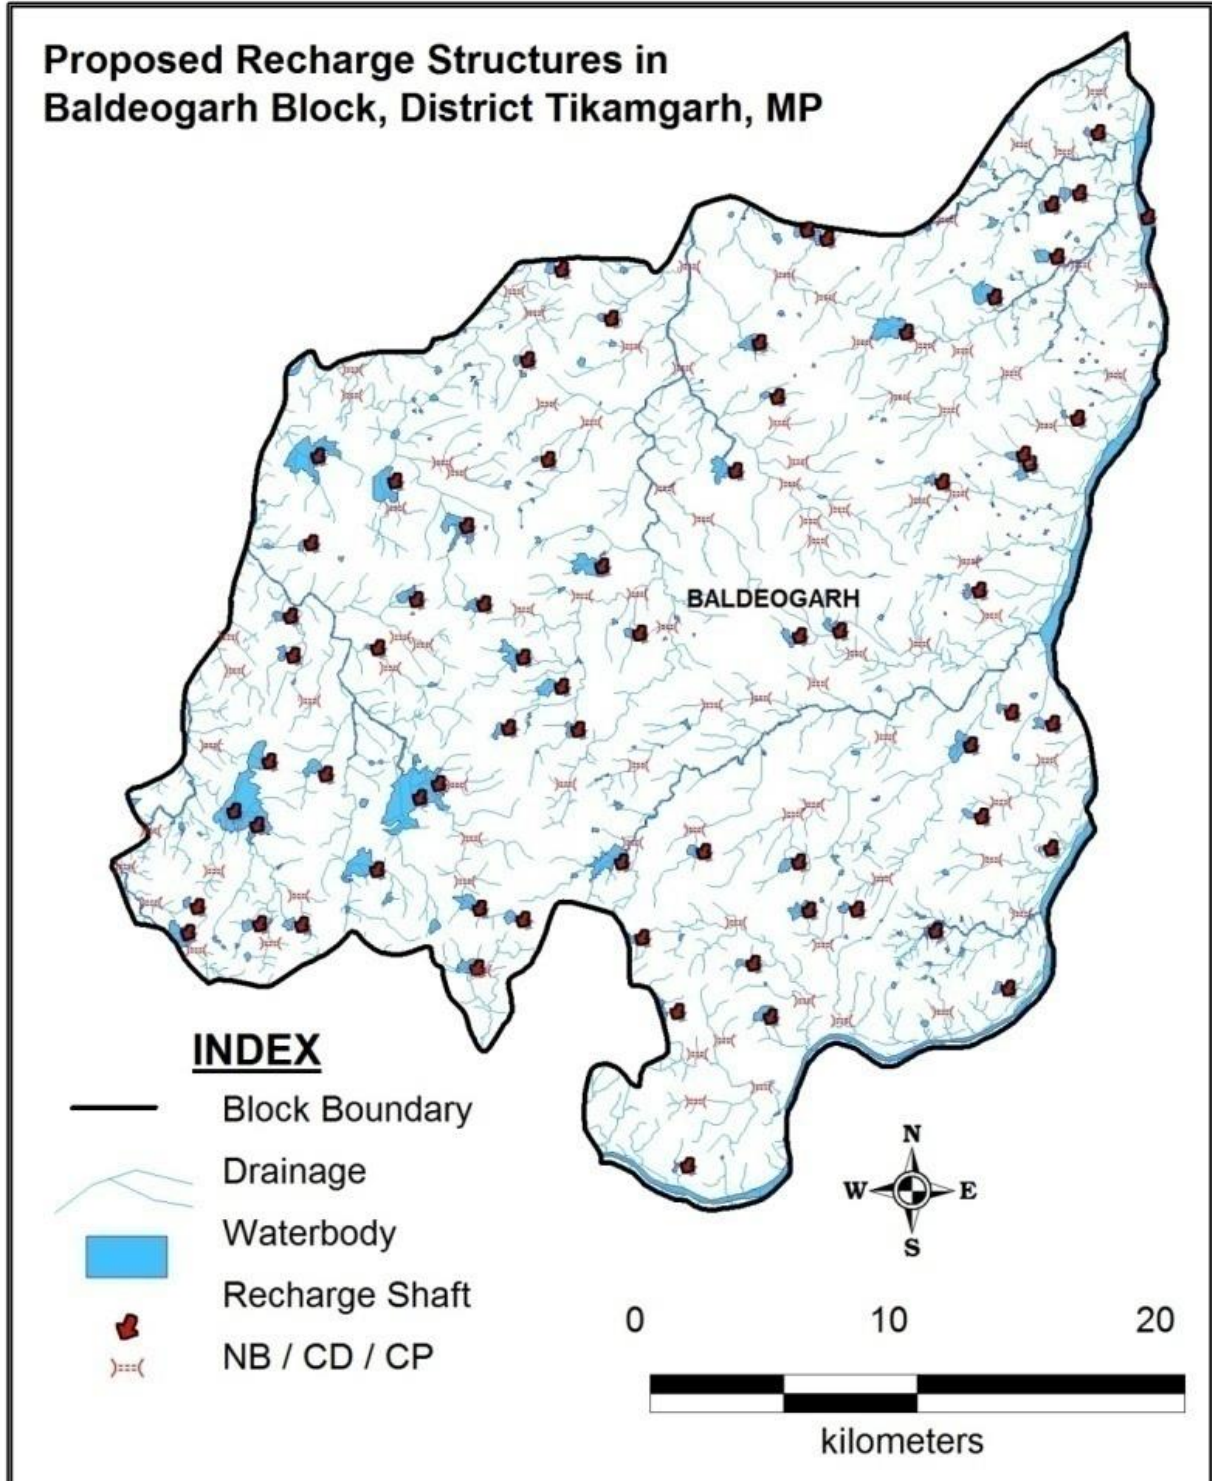 Proposed Recharge Structures in
Baldeogarh Block, District Tikamgarh, MP
BALDEOGARH
INDEX
Block Boundary
Drainage
Waterbody
Recharge Shaft
NB / CD / CP
N
W E
S
0 10 20
kilometers